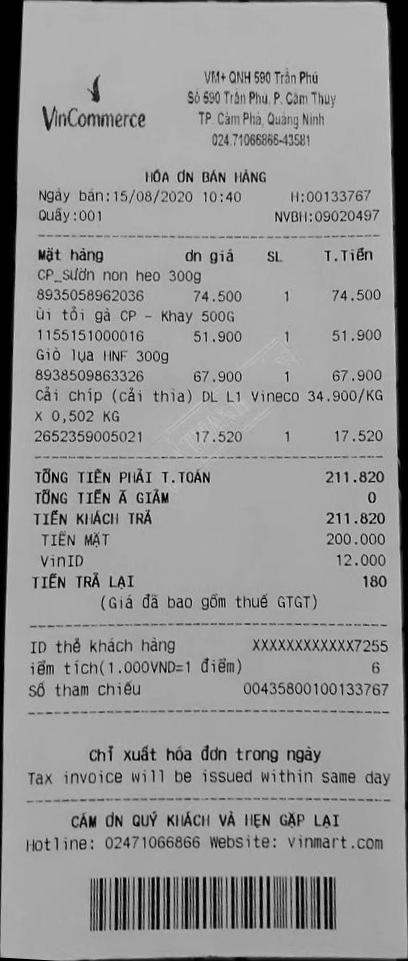 VinCommerce
VM+ QNH 590 Trần Phú
Số 590 Trần Phú, P. Cẩm Thủy
TP. Cẩm Phả, Quảng Ninh
024.71066866-43581
HÓA ƠN BÁN HÀNG
Ngày bán:15/08/2020 10:40 H:00133767
Quầy:001 NVBH:09020497
Mặt hàng ơn giá SL T.Tiền
CP_Sườn non heo 300g
8935058962036 74.500 1 74.500
ùi tỏi gà CP - Khay 500G
1155151000016 51.900 1 51.900
Giò lụa HNF 300g
8938509863326 67.900 1 67.900
Cải chíp (cải thìa) DL L1 Vineco 34.900/KG
X 0,502 KG
2652359005021 17.520 1 17.520
TỔNG TIỀN PHẢI T.TOÁN 211.820
TỔNG TIỀN Ã GIẢM 0
TIỀN KHÁCH TRẢ 211.820
TIỀN MẶT 200.000
VinID 12.000
TIỀN TRẢ LẠI 180
(Giá đã bao gồm thuế GTGT)
ID thẻ khách hàng XXXXXXXXXXXX7255
iểm tích(1.000VND=1 điểm) 6
Số tham chiếu 00435800100133767
Chỉ xuất hóa đơn trong ngày
Tax invoice will be issued within same day
CẢM ƠN QUÝ KHÁCH VÀ HẸN GẶP LẠI
Hotline: 02471066866 Website: vinmart.com